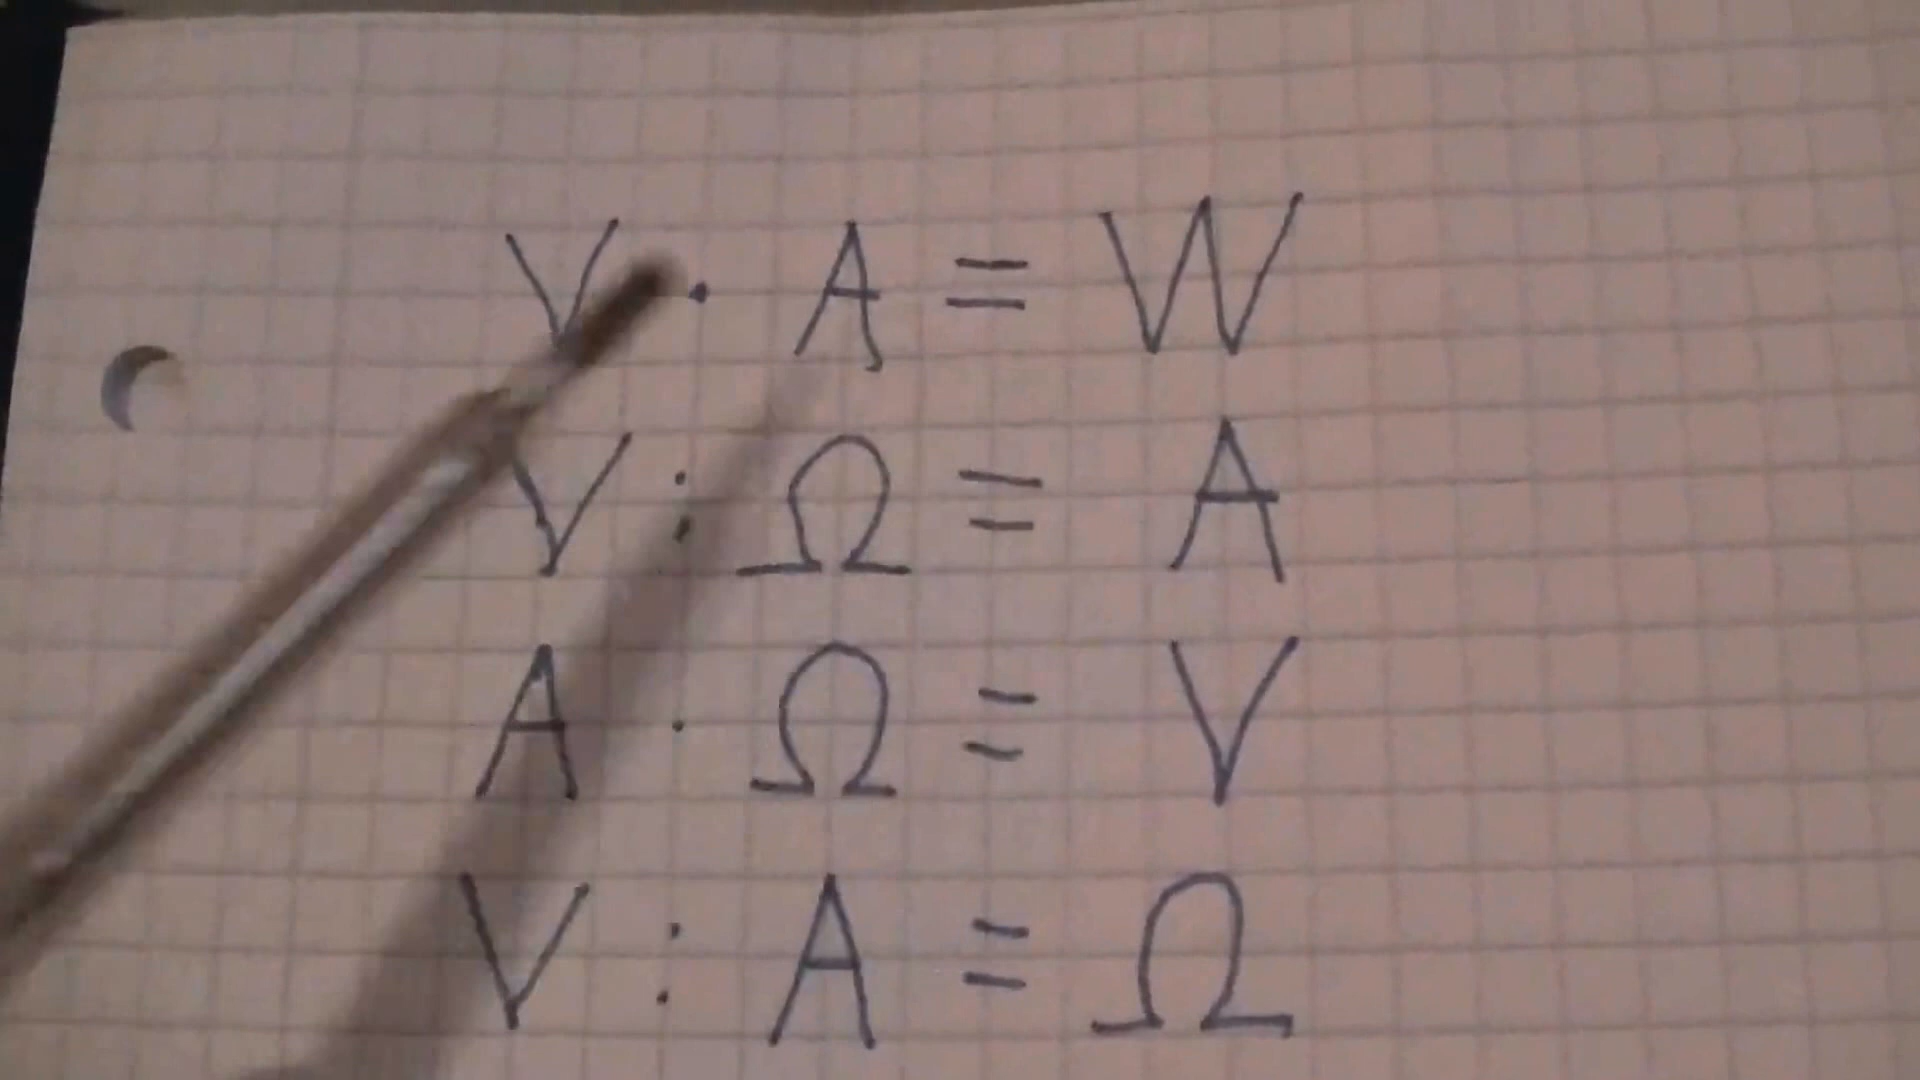 V · A = W
V : Ω = A
A · Ω = V
V : A = Ω